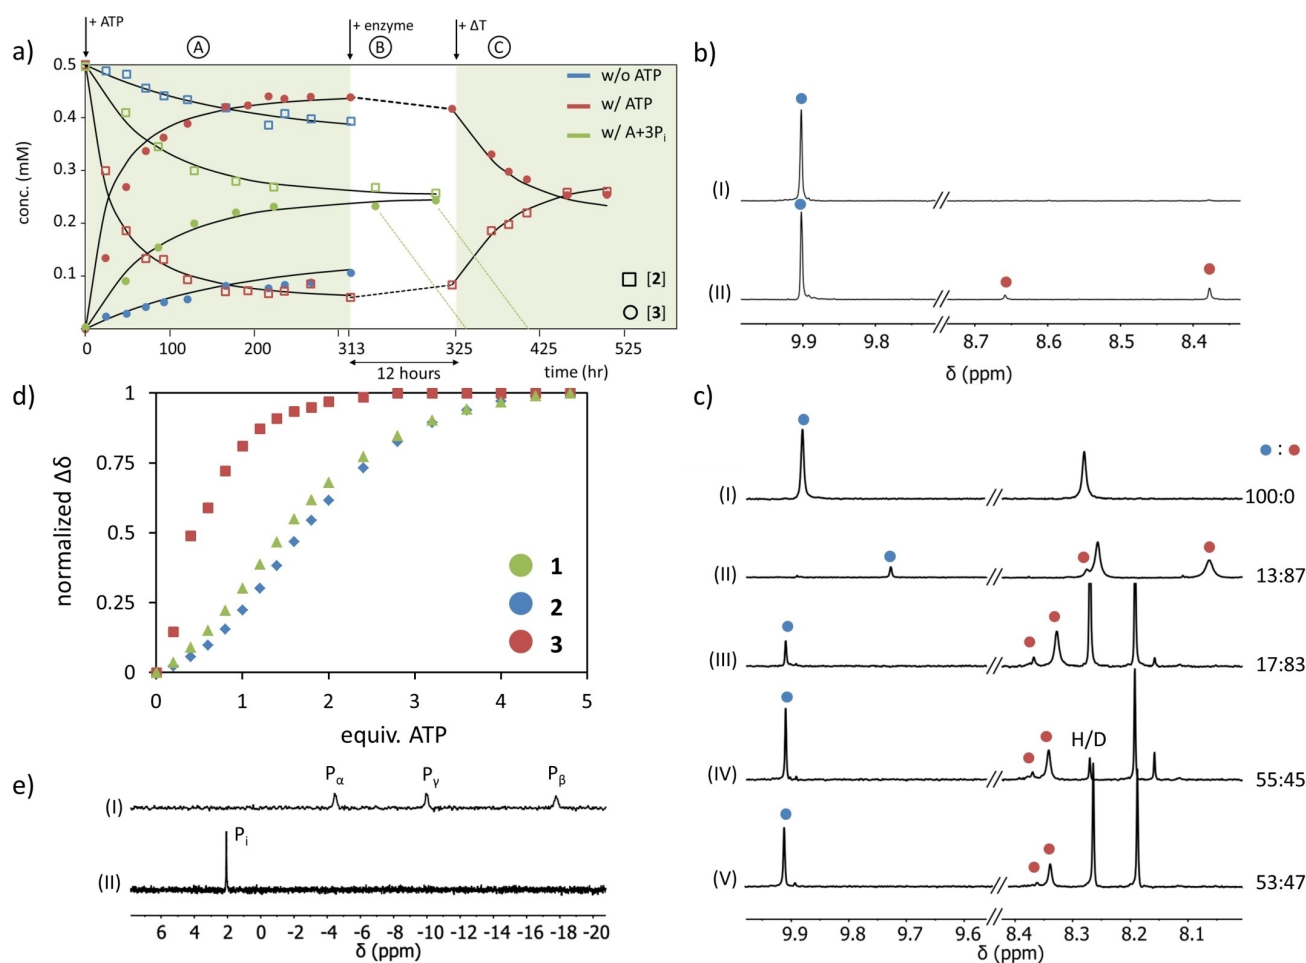 a)
+ ATP
+ enzyme
+ ΔT
A
B
C
w/o ATP
w/ ATP
w/ A+3Pi
[2]
[3]
conc. (mM)
0.5
0.4
0.3
0.2
0.1
0
100
200
313
325
425
525
12 hours
time (hr)
b)
(I)
(II)
9.9
9.8
8.7
8.6
8.5
8.4
δ (ppm)
c)
(I)
100:0
:
(II)
13:87
(III)
17:83
(IV)
H/D
55:45
(V)
53:47
9.9
9.8
9.7
9.6
8.4
8.3
8.2
8.1
δ (ppm)
d)
normalized Δδ
1
0.75
0.5
0.25
0
0
1
2
3
4
5
equiv. ATP
1
2
3
e)
(I)
Pα
Pγ
Pβ
(II)
Pi
6
4
2
0
-2
-4
-6
-8
-10
-12
-14
-16
-18
-20
δ (ppm)